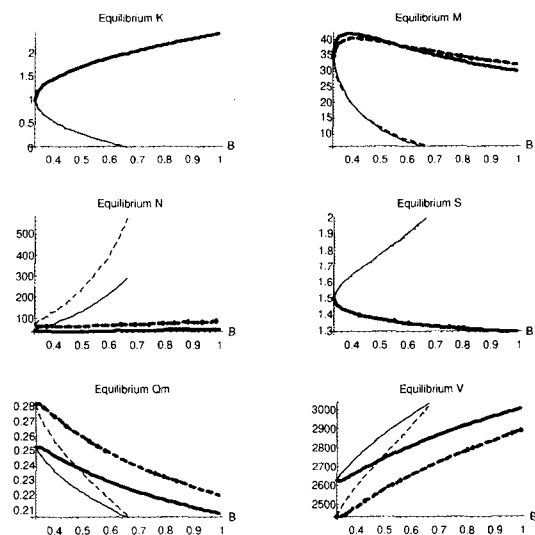 Equilibrium K
2
1.5
1
0.5
0
0.4 0.5 0.6 0.7 0.8 0.9 1
B
Equilibrium M
40
35
30
25
20
15
10
0.4 0.5 0.6 0.7 0.8 0.9 1
B
Equilibrium N
500
400
300
200
100
0.4 0.5 0.6 0.7 0.8 0.9 1
B
Equilibrium S
2
1.9
1.8
1.7
1.6
1.5
1.4
1.3
0.4 0.5 0.6 0.7 0.8 0.9 1
B
Equilibrium Qm
0.28
0.27
0.26
0.25
0.24
0.23
0.22
0.21
0.4 0.5 0.6 0.7 0.8 0.9 1
B
Equilibrium V
3000
2900
2800
2700
2600
2500
0.4 0.5 0.6 0.7 0.8 0.9 1
B